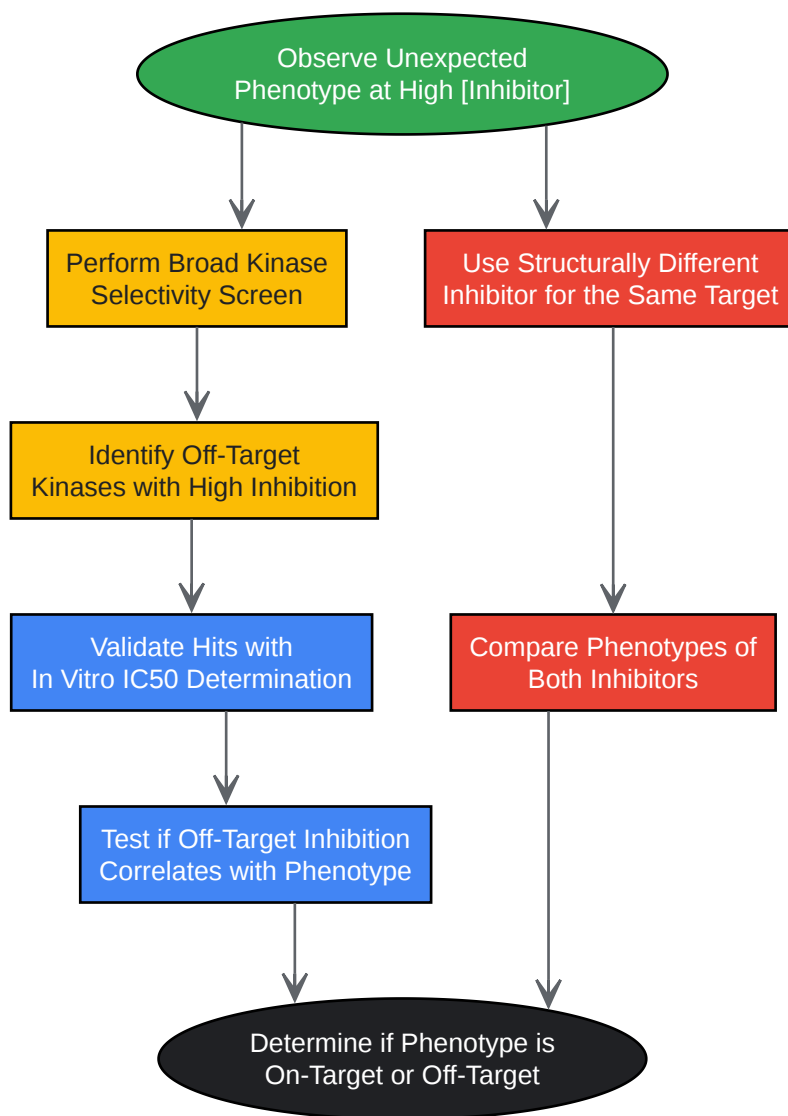 Observe Unexpected
Phenotype at High [Inhibitor]
Perform Broad Kinase
Selectivity Screen
Use Structurally Different
Inhibitor for the Same Target
Identify Off-Target
Kinases with High Inhibition
Validate Hits with
In Vitro IC50 Determination
Compare Phenotypes of
Both Inhibitors
Test if Off-Target Inhibition
Correlates with Phenotype
Determine if Phenotype is
On-Target or Off-Target